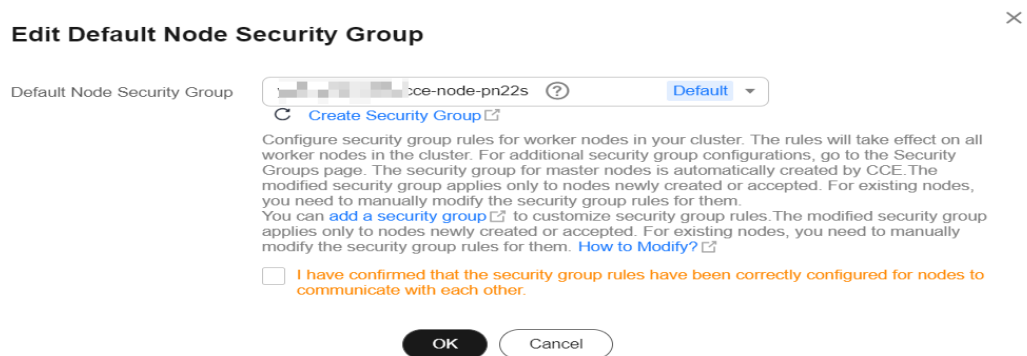 Edit Default Node Security Group
Default Node Security Group
cce-node-pn22s ? Default
Create Security Group
Configure security group rules for worker nodes in your cluster. The rules will take effect on all
worker nodes in the cluster. For additional security group configurations, go to the Security
Groups page. The security group for master nodes is automatically created by CCE.The
modified security group applies only to nodes newly created or accepted. For existing nodes,
you need to manually modify the security group rules for them.
You can add a security group to customize security group rules.The modified security group
applies only to nodes newly created or accepted. For existing nodes, you need to manually
modify the security group rules for them. How to Modify?
I have confirmed that the security group rules have been correctly configured for nodes to
communicate with each other.
OK Cancel